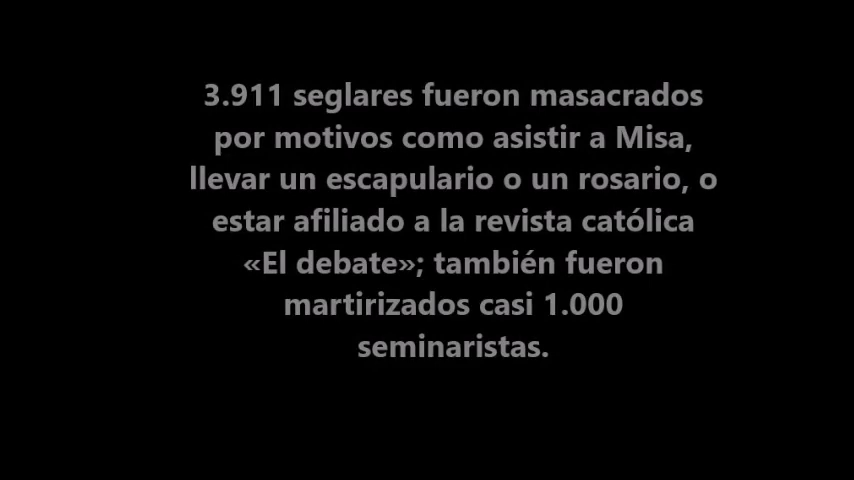 3.911 seglares fueron masacrados
por motivos como asistir a Misa,
llevar un escapulario o un rosario, o
estar afiliado a la revista católica
«El debate»; también fueron
martirizados casi 1.000
seminaristas.